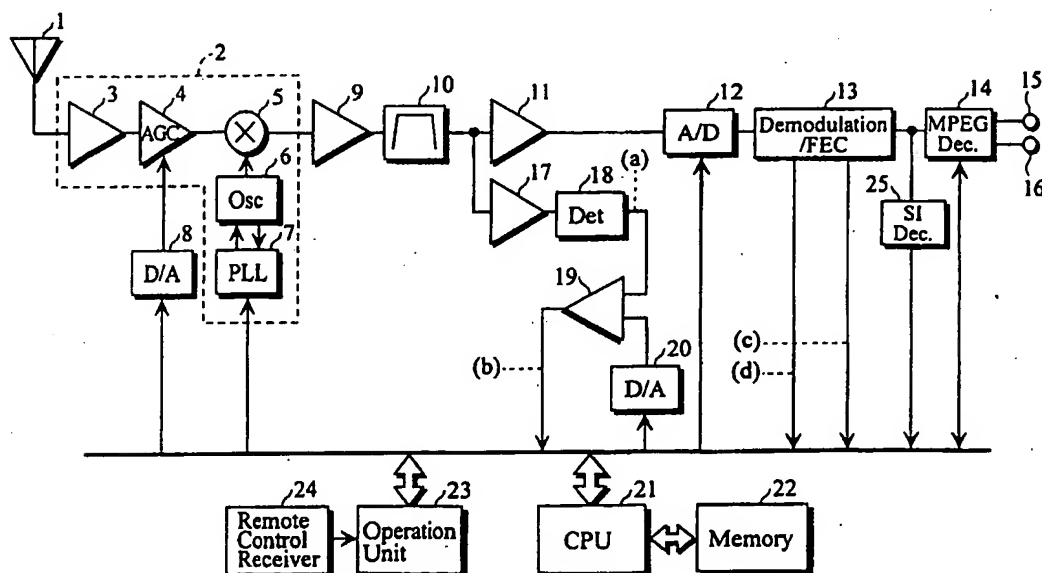 1
2
3
4
5
9
10
11
12
13
14
15
AGC
A/D
Demodulation
/FEC
MPEG
Dec.
16
6
Osc
17
18
Det
(a)
25
SI
Dec.
8
D/A
7
PLL
19
20
D/A
(b)
(c)
(d)
24
Remote
Control
Receiver
23
Operation
Unit
21
CPU
22
Memory